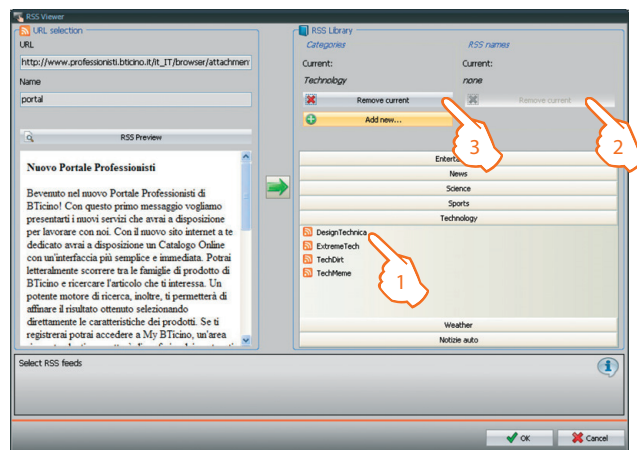 RSS Viewer
URL selection
URL
http://www.professionisti.bticino.it/it_IT/browser/attachmen
Name
portal
RSS Preview
Nuovo Portale Professionisti
Bevenuto nel nuovo Portale Professionisti di
BTicino! Con questo primo messaggio vogliamo
presentarti i nuovi servizi che avrai a disposizione
per lavorare con noi. Con il nuovo sito internet a te
dedicato avrai a disposizione un Catalogo Online
con un'interfaccia più semplice e immediata. Potrai
letteralmente scorrere tra le famiglie di prodotto di
BTicino e ricercare l'articolo che ti interessa. Un
potente motore di ricerca, inoltre, ti permetterà di
affinare il risultato ottenuto selezionando
direttamente le caratteristiche dei prodotti. Se ti
registrerai potrai accedere a My BTicino, un'area
RSS Library
Categories
RSS names
Current:
Current:
Technology
none
Remove current
Remove current
Add new...
3
2
News
Science
Sports
Technology
DesignTechnica
ExtremeTech
TechDirt
TechMeme
1
Weather
Notizie auto
Select RSS feeds
OK
Cancel